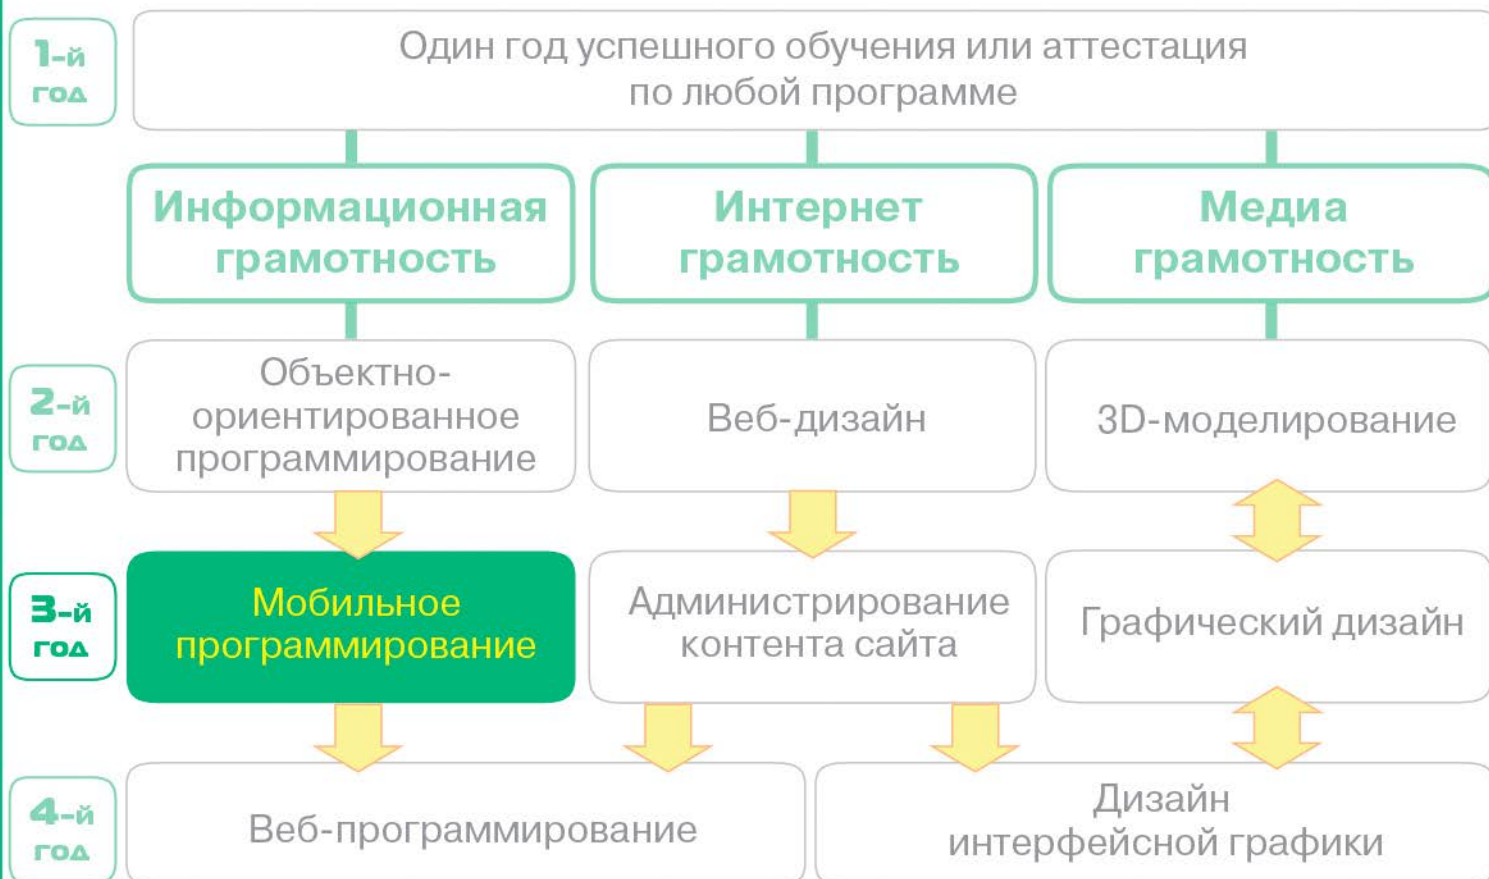 1-й
год
Один год успешного обучения или аттестация
по любой программе
Информационная
грамотность
Интернет
грамотность
Медиа
грамотность
2-й
год
Объектно-
ориентированное
программирование
Веб-дизайн
3D-моделирование
3-й
год
Мобильное
программирование
Администрирование
контента сайта
Графический дизайн
4-й
год
Веб-программирование
Дизайн
интерфейсной графики